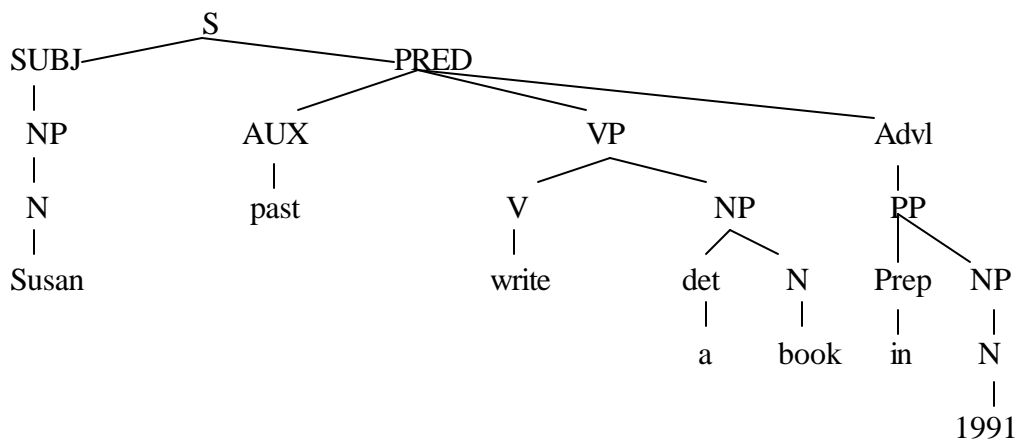 S
SUBJ PRED
NP AUX VP Advl
N past V NP PP
Susan write det N Prep NP
a book in N
1991